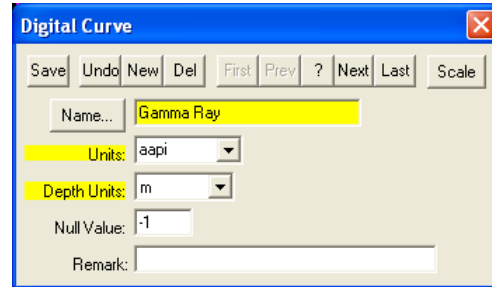 Digital Curve
Save Undo New Del First Prev ? Next Last Scale
Name... Gamma Ray
Units: aapi
Depth Units: m
Null Value: -1
Remark: